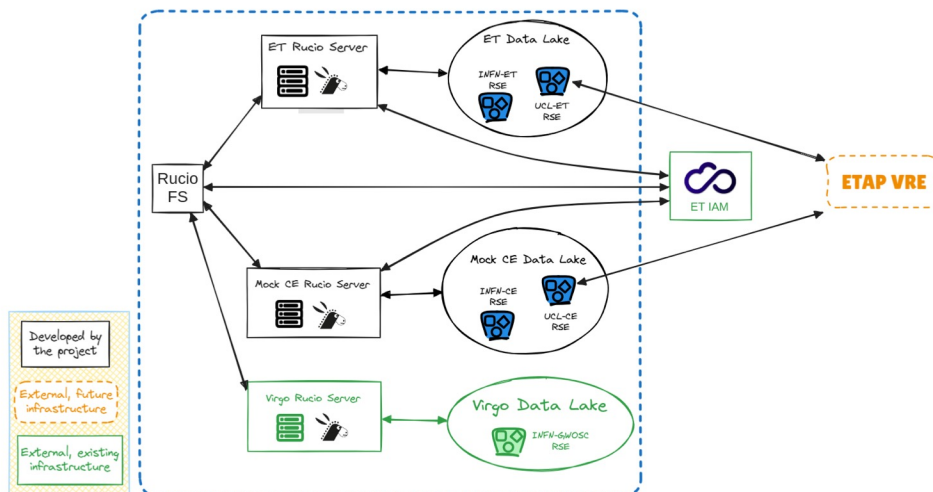 ET Rucio Server
ET Data Lake
INFN-ET
RSE
UCL-ET
RSE
Rucio
FS
ET IAM
ETAP VRE
Mock CE Rucio Server
Mock CE Data Lake
INFN-CE
RSE
UCL-CE
RSE
Virgo Rucio Server
Virgo Data Lake
INFN-GWOSC
RSE
Developed by
the project
External, future
infrastructure
External, existing
infrastructure